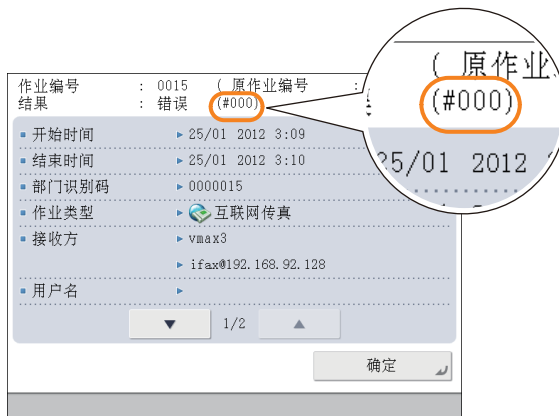 作业编号 : 0015 ( 原作业编号 :
结果 : 错误 (#000)
开始时间 25/01 2012 3:09
结束时间 25/01 2012 3:10
部门识别码 0000015
作业类型 互联网传真
接收方 vmax3
ifax@192.168.92.128
用户名
1/2
确定
( 原作业
(#000)
25/01 2012